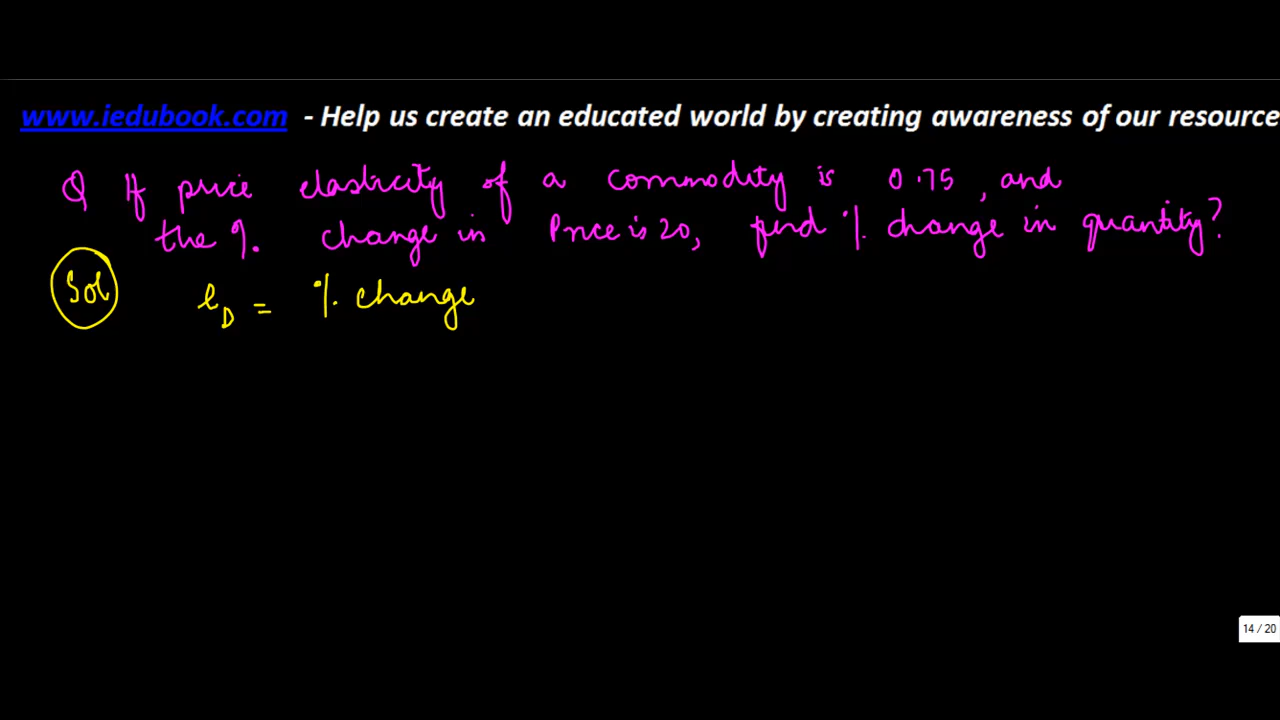 www.iedubook.com - Help us create an educated world by creating awareness of our resource
Q If price elasticity of a commodity is 0.75, and
the %. change in Price is 20, find %. change in quantity?
Sol e_D = %. change
14 / 20